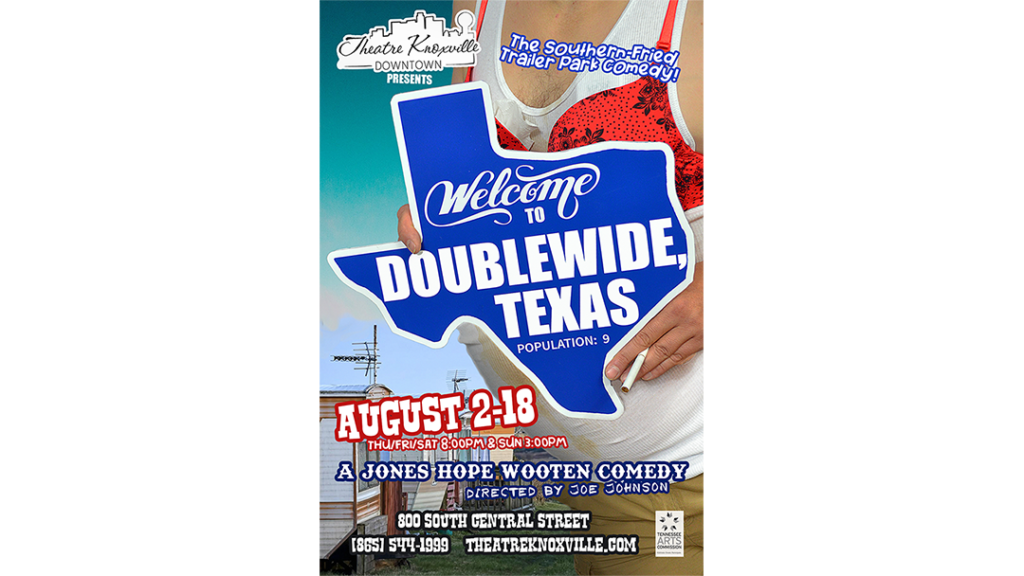 Theatre Knoxville
DOWNTOWN
PRESENTS
The Southern-Fried
Trailer Park Comedy!
Welcome
TO
DOUBLEWIDE,
TEXAS
POPULATION: 9
AUGUST 2-18
THU/FRI/SAT 8:00PM & SUN 3:00PM
A JONES HOPE WOOTEN COMEDY
DIRECTED BY JOE JOHNSON
800 SOUTH CENTRAL STREET
(865) 544-1999 THEATREKNOXVILLE.COM
TENNESSEE
ARTS
COMMISSION